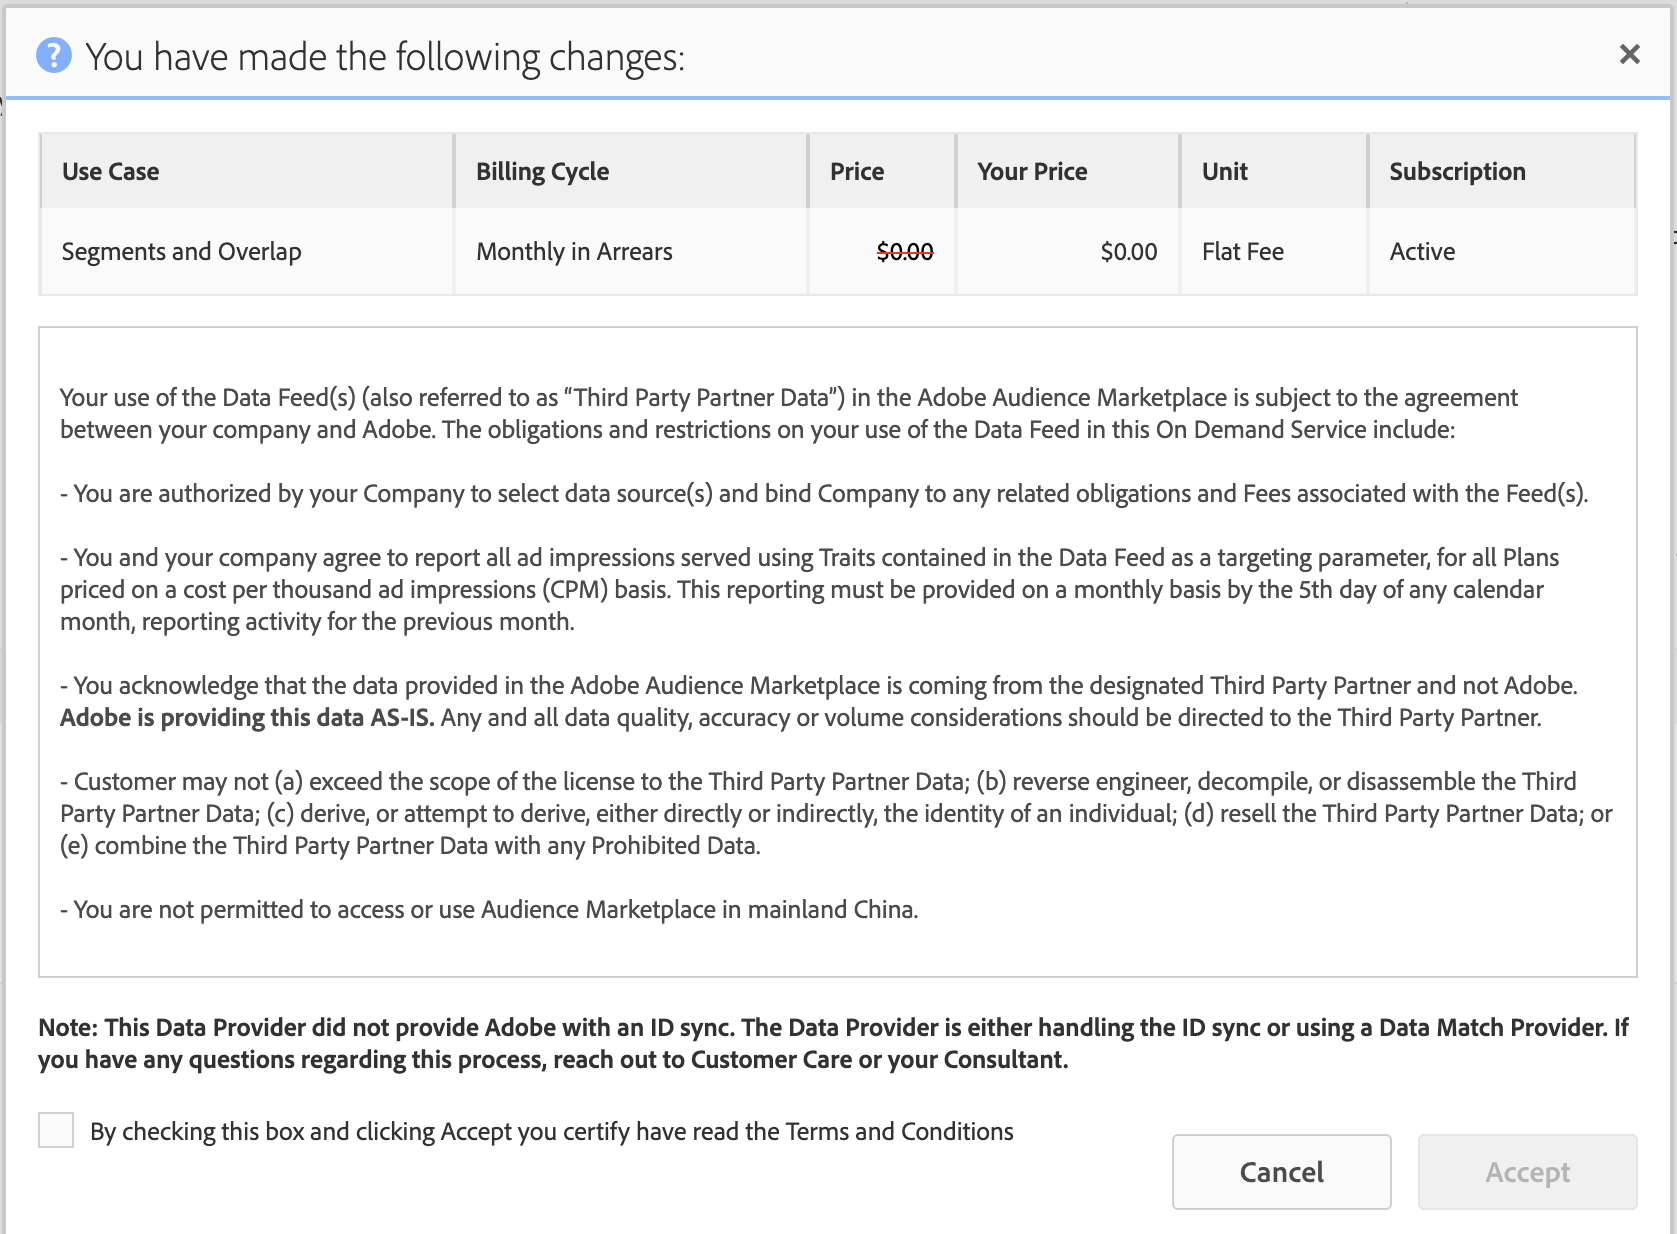 ? You have made the following changes: ×
Use Case Billing Cycle Price Your Price Unit Subscription
Segments and Overlap Monthly in Arrears $0.00 $0.00 Flat Fee Active
Your use of the Data Feed(s) (also referred to as “Third Party Partner Data”) in the Adobe Audience Marketplace is subject to the agreement
between your company and Adobe. The obligations and restrictions on your use of the Data Feed in this On Demand Service include:
- You are authorized by your Company to select data source(s) and bind Company to any related obligations and Fees associated with the Feed(s).
- You and your company agree to report all ad impressions served using Traits contained in the Data Feed as a targeting parameter, for all Plans
priced on a cost per thousand ad impressions (CPM) basis. This reporting must be provided on a monthly basis by the 5th day of any calendar
month, reporting activity for the previous month.
- You acknowledge that the data provided in the Adobe Audience Marketplace is coming from the designated Third Party Partner and not Adobe.
Adobe is providing this data AS-IS. Any and all data quality, accuracy or volume considerations should be directed to the Third Party Partner.
- Customer may not (a) exceed the scope of the license to the Third Party Partner Data; (b) reverse engineer, decompile, or disassemble the Third
Party Partner Data; (c) derive, or attempt to derive, either directly or indirectly, the identity of an individual; (d) resell the Third Party Partner Data; or
(e) combine the Third Party Partner Data with any Prohibited Data.
- You are not permitted to access or use Audience Marketplace in mainland China.
Note: This Data Provider did not provide Adobe with an ID sync. The Data Provider is either handling the ID sync or using a Data Match Provider. If
you have any questions regarding this process, reach out to Customer Care or your Consultant.
By checking this box and clicking Accept you certify have read the Terms and Conditions
Cancel Accept